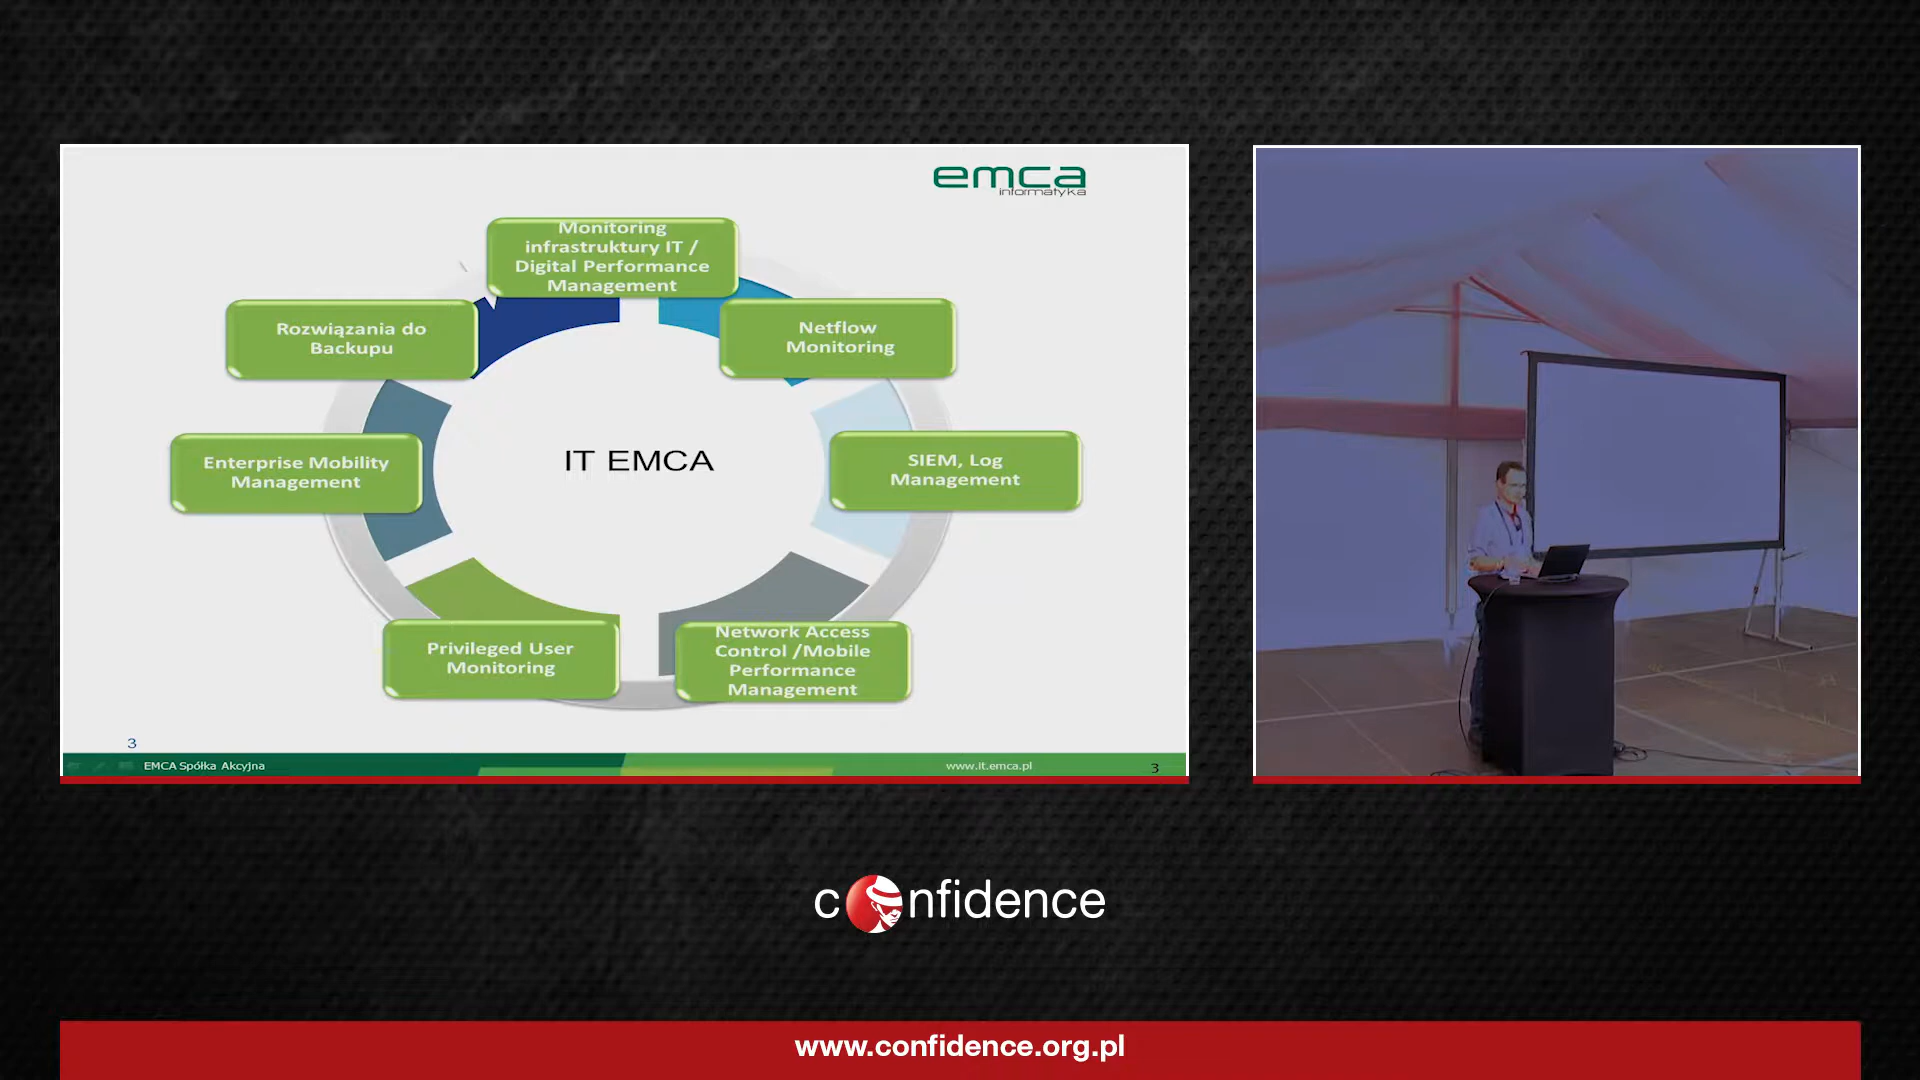 emca
informatyka
Monitoring
infrastruktury IT /
Digital Performance
Management
Rozwiązania do
Backupu
Netflow
Monitoring
Enterprise Mobility
Management
IT EMCA
SIEM, Log
Management
Privileged User
Monitoring
Network Access
Control /Mobile
Performance
Management
3
EMCA Spółka Akcyjna
www.it.emca.pl
3
confidence
www.confidence.org.pl